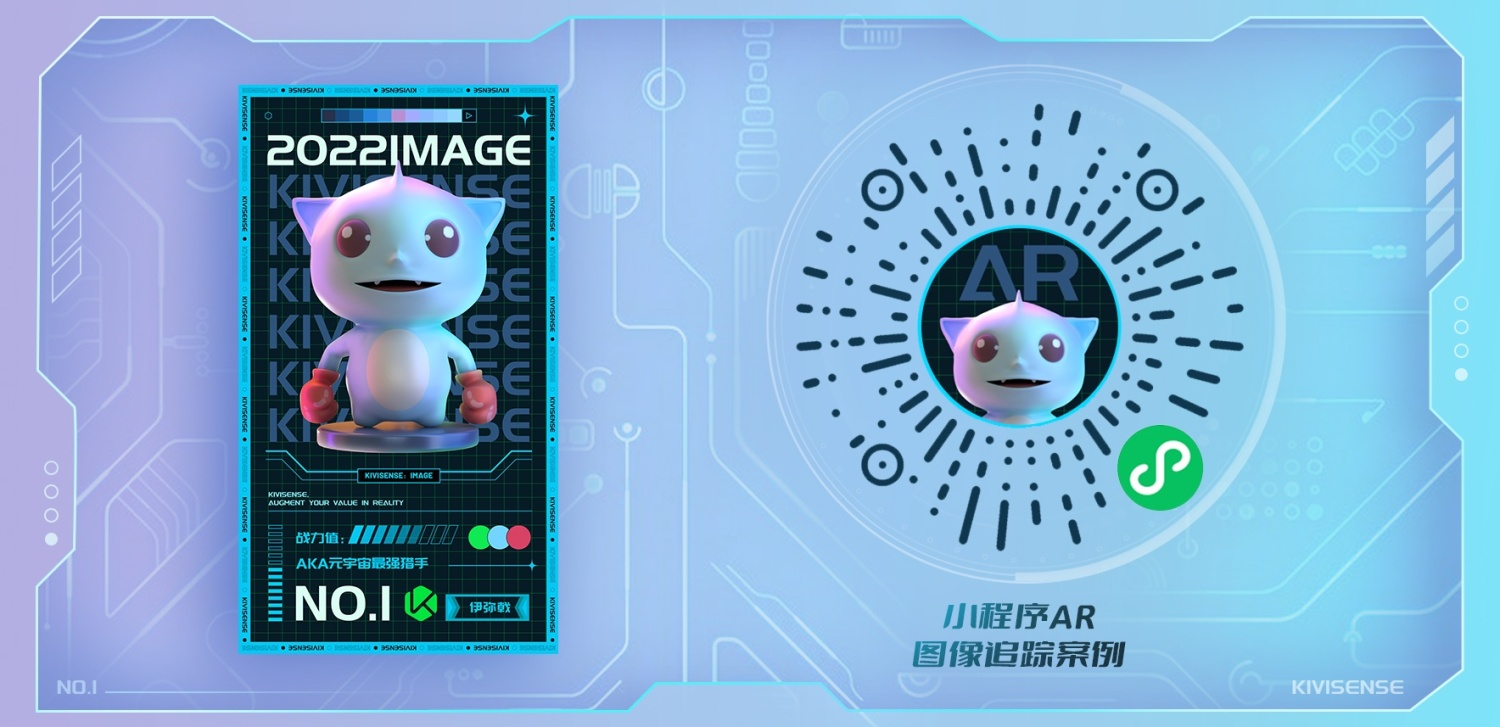 2022IMAGE
KIVISENSE
KIVISENSE
KIVISENSE
KIVISENSE
KIVISENSE
KIVISENSE
KIVISENSE: IMAGE
KIVISENSE,
AUGMENT YOUR VALUE IN REALITY
战力值:
AKA元宇宙最强猎手
NO.1
伊弥戟
AR
小程序AR
图像追踪案例
NO.1
KIVISENSE